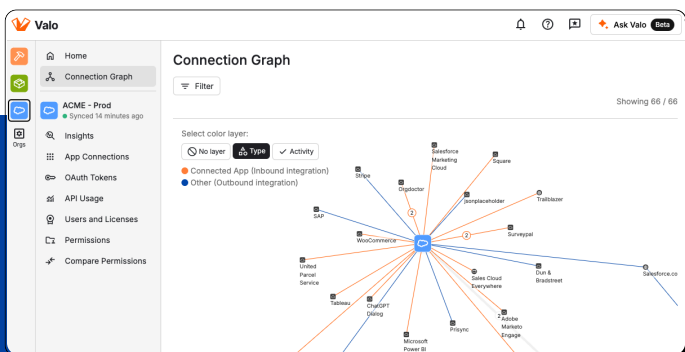 Valo
Ask Valo Beta
Orgs
Home
Connection Graph
ACME - Prod
Synced 14 minutes ago
Insights
App Connections
OAuth Tokens
API Usage
Users and Licenses
Permissions
Compare Permissions
Connection Graph
Filter
Showing 66 / 66
Select color layer:
No layer
Type
Activity
Connected App (Inbound integration)
Other (Outbound integration)
Salesforce
Marketing
Cloud
Square
Stripe
Orgdoctor
jsonplaceholder
Trailblazer
SAP
2
WooCommerce
2
Surveypal
United
Parcel
Service
Sales Cloud
Everywhere
Dun &
Bradstreet
Salesforce.co
Tableau
ChatGPT
Dialog
2
Adobe
Marketo
Engage
Prisync
Microsoft
Power BI